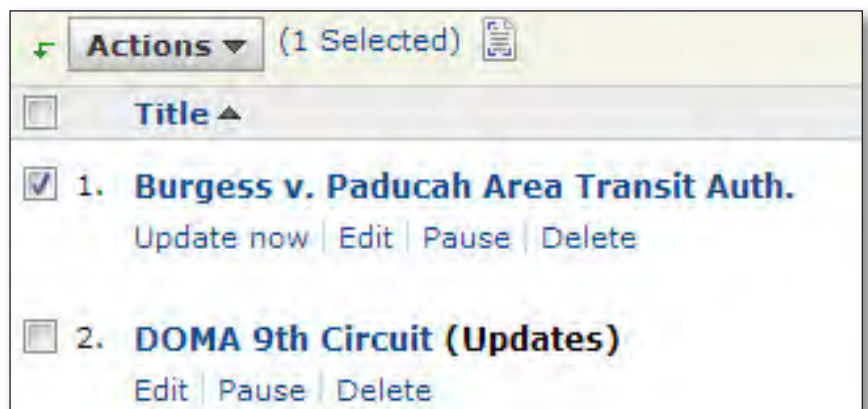 Actions ▼ (1 Selected)
Title ▲
1. Burgess v. Paducah Area Transit Auth.
Update now | Edit | Pause | Delete
2. DOMA 9th Circuit (Updates)
Edit | Pause | Delete